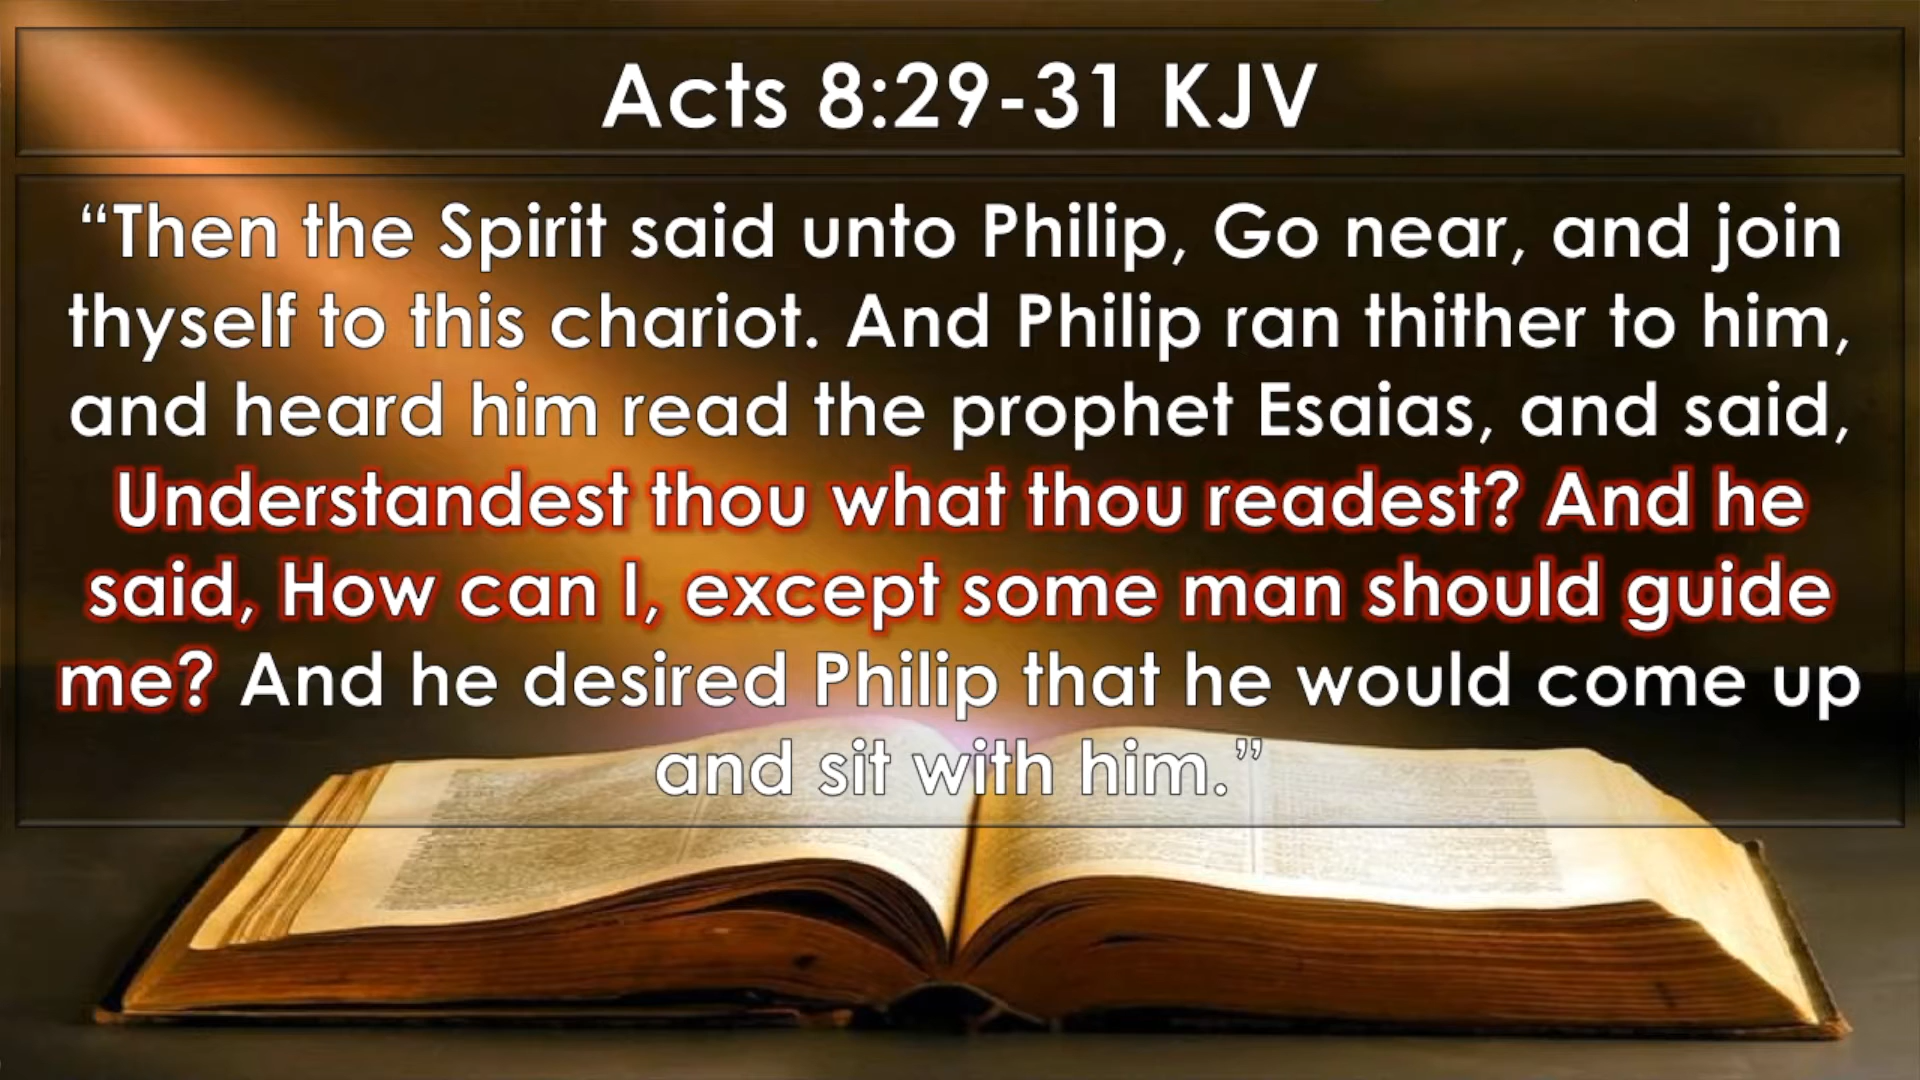 Acts 8:29-31 KJV
“Then the Spirit said unto Philip, Go near, and join
thyself to this chariot. And Philip ran thither to him,
and heard him read the prophet Esaias, and said,
Understandest thou what thou readest? And he
said, How can I, except some man should guide
me? And he desired Philip that he would come up
and sit with him.”